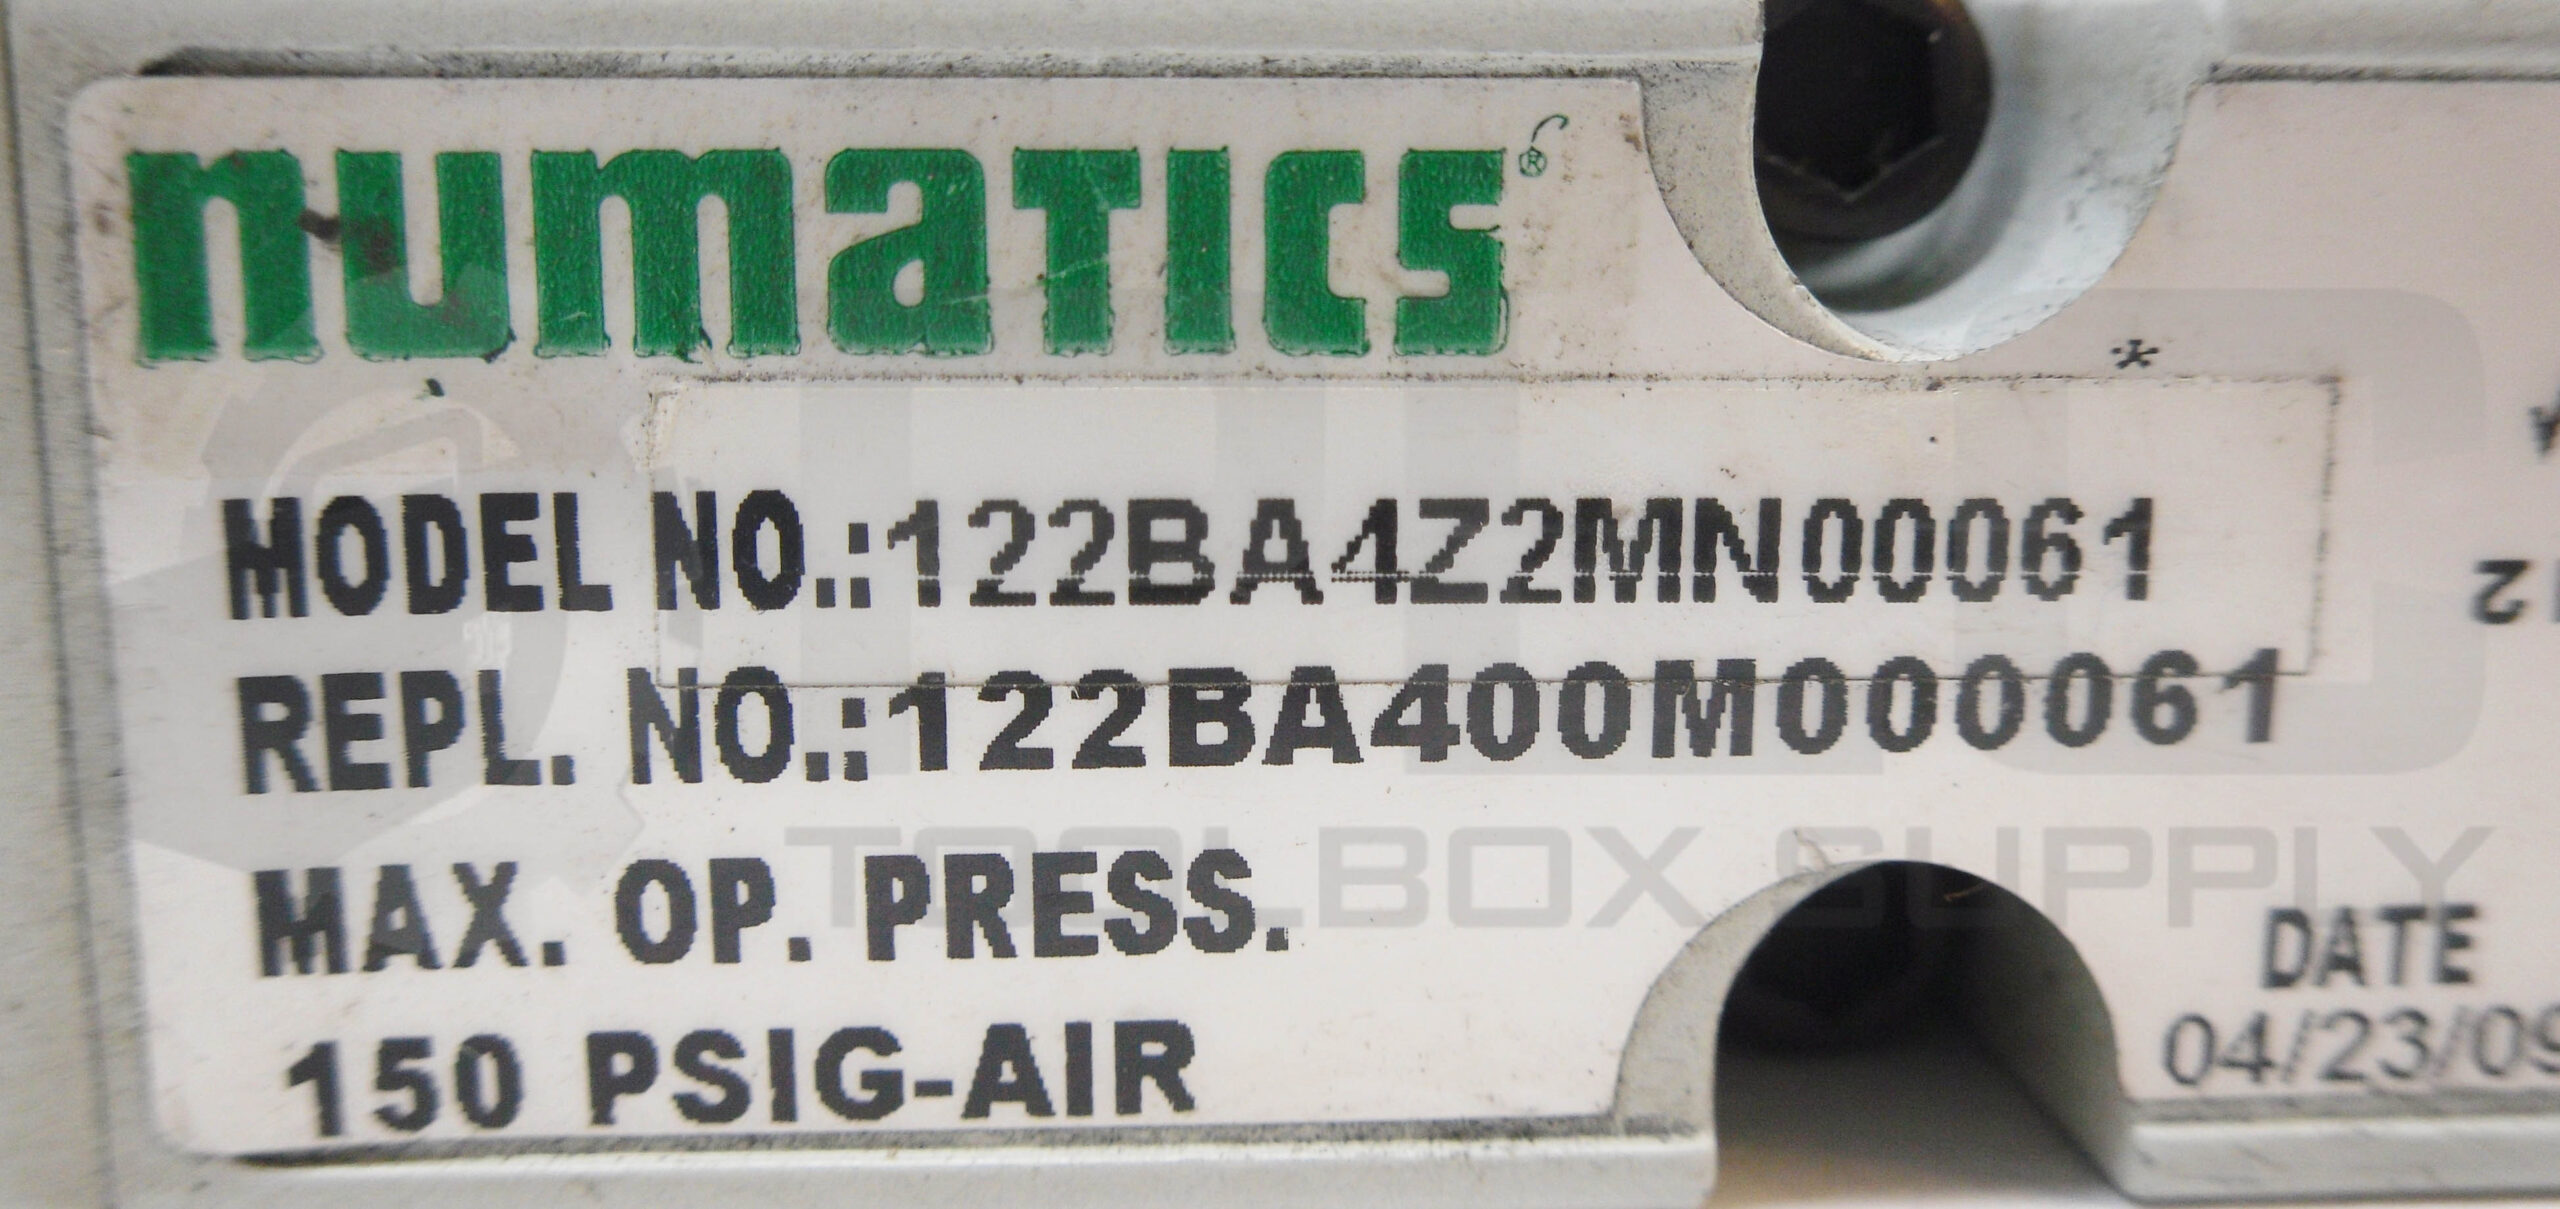 numatics®
*
MODEL NO.:122BA4Z2MN00061
REPL. NO.:122BA400M000061
MAX. OP. PRESS.
150 PSIG-AIR
DATE
04/23/09
HTO
TOOLBOX SUPPLY